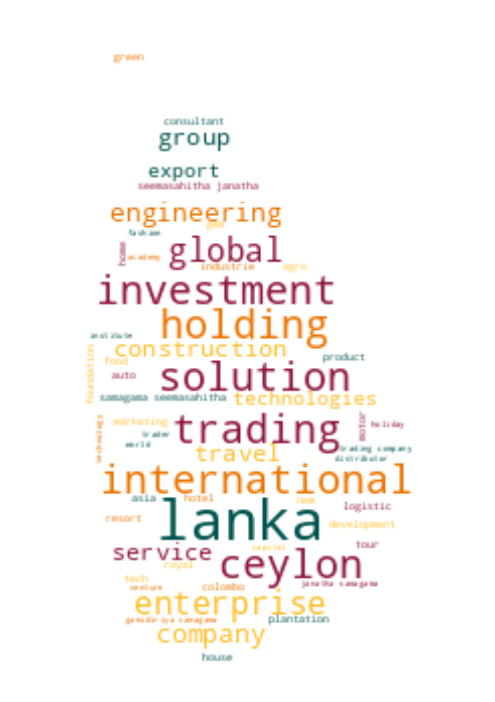 green
consultant
group
export
seemasahitha janatha
engineering
gem
fashion
home
global
academy
industrie
agro
investment
holding
institute
construction
product
foundation
food
auto
solution
samagama seemasahitha
technologies
marketing
technology
trading
motor
holiday
trader
world
travel
trading company
distributor
international
asia
hotel
new
lanka
logistic
resort
development
service
capital
tour
ceylon
royal
tech
janatha samagama
venture
colombo
enterprise
ganidiriya samagama
plantation
company
house